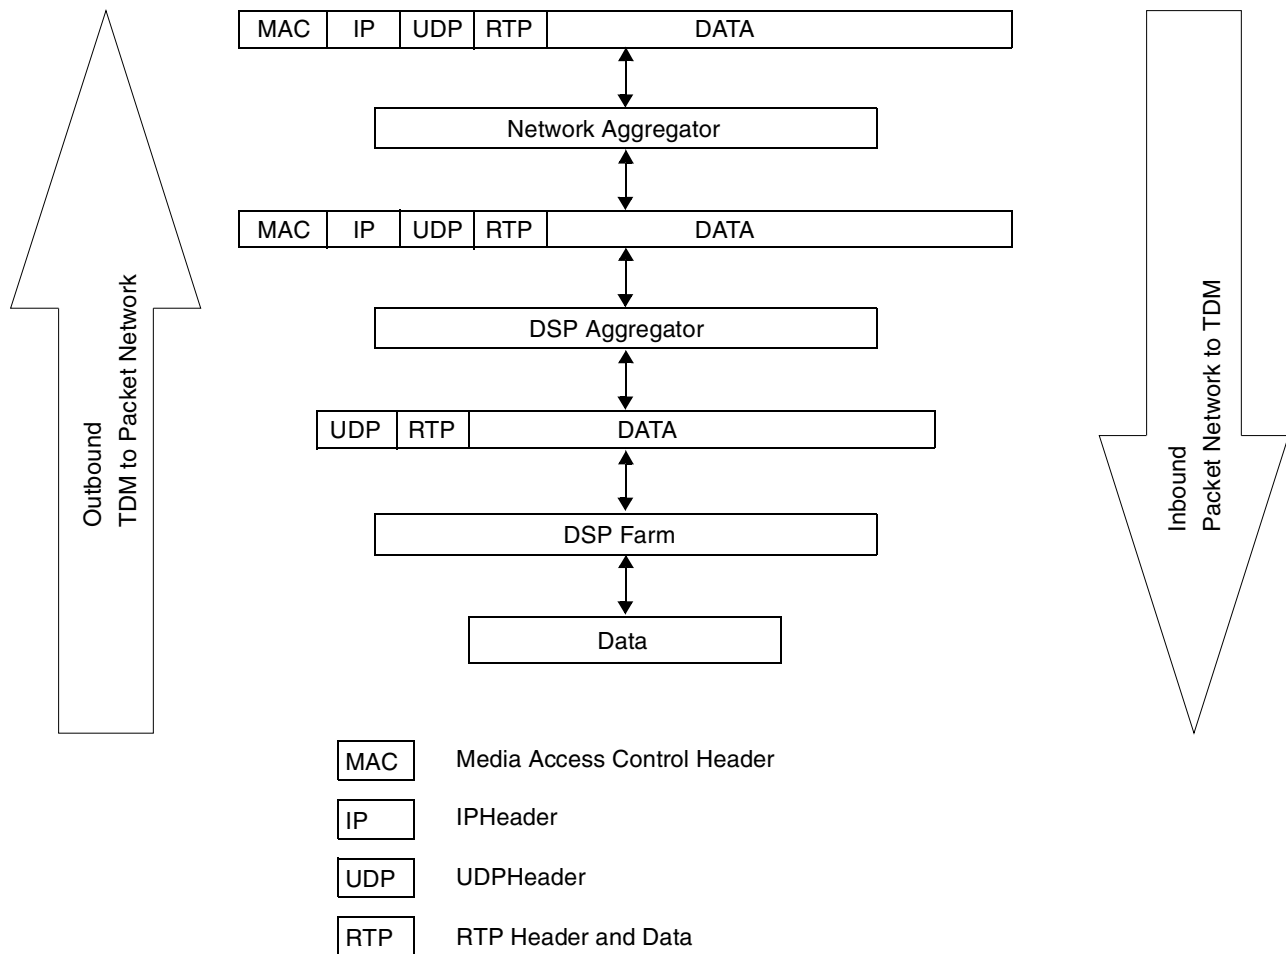 MAC IP UDP RTP DATA
Network Aggregator
MAC IP UDP RTP DATA
DSP Aggregator
UDP RTP DATA
DSP Farm
Data
Outbound
TDM to Packet Network
Inbound
Packet Network to TDM
MAC Media Access Control Header
IP IPHeader
UDP UDPHeader
RTP RTP Header and Data